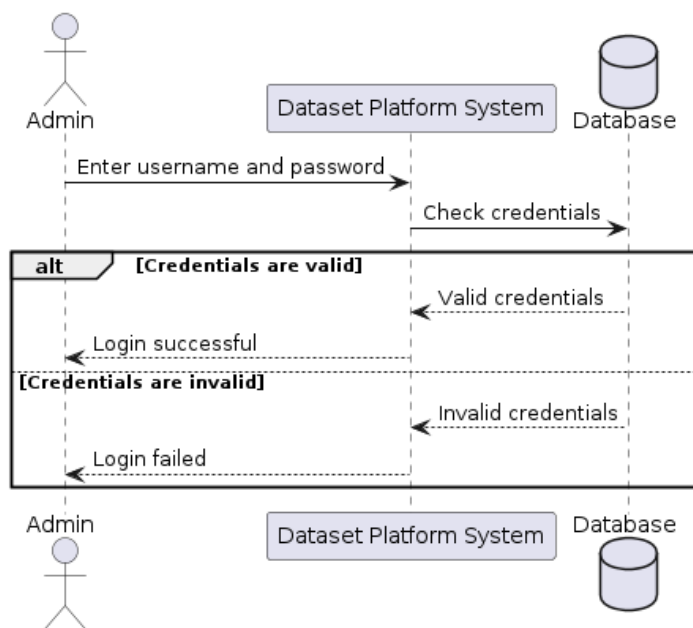 Admin
Dataset Platform System
Database
Enter username and password
Check credentials
alt [Credentials are valid]
Valid credentials
Login successful
[Credentials are invalid]
Invalid credentials
Login failed
Admin
Dataset Platform System
Database